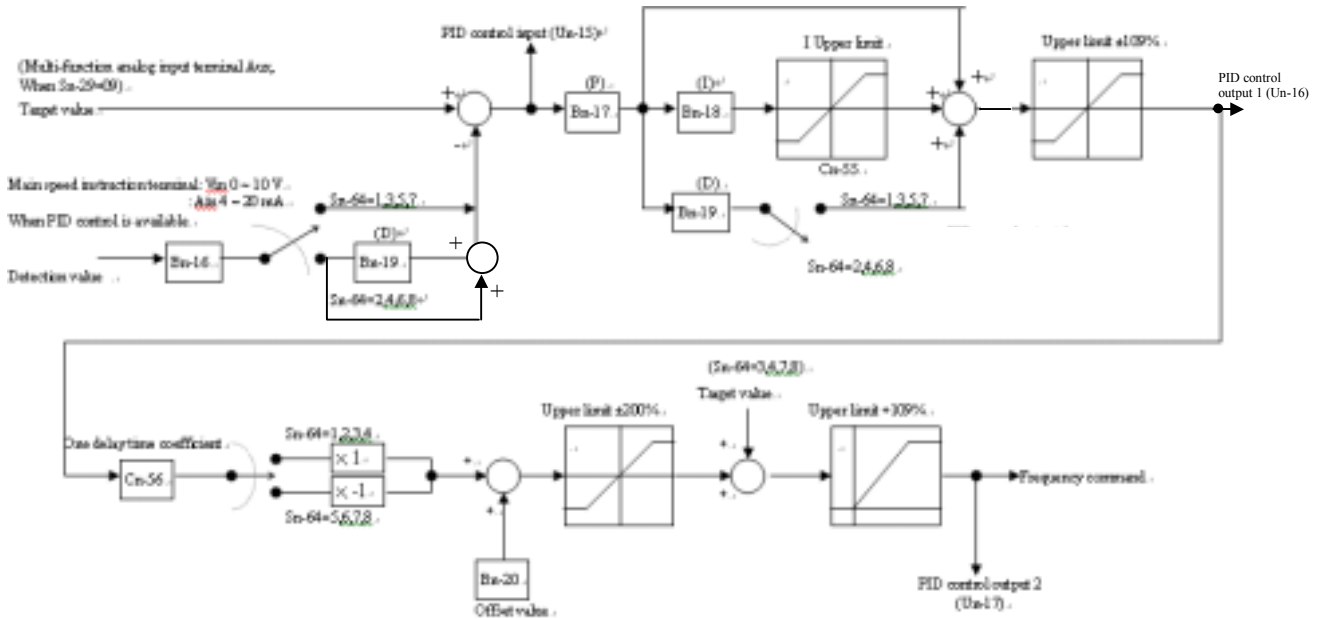 PID control input (Un-15)
(Multi-function analog input terminal Aux,
When Sn-29=09)
Target value
+
-
(P)
Bn-17
(I)
Bn-18
I Upper limit
Cn-55
+
+
+
Upper limit ±109%
PID control
output 1 (Un-16)
(D)
Bn-19
Sn-64=1,3,5,7
Sn-64=2,4,6,8
Main speed instruction terminal: Vin 0 ~ 10 V
: Ain 4 ~ 20 mA
When PID control is available
Detection value
Bn-16
Sn-64=1,3,5,7
(D)
Bn-19
Sn-64=2,4,6,8
+
+
One delay time coefficient
Cn-56
Sn-64=1,2,3,4
× 1
× -1
Sn-64=5,6,7,8
+
+
Bn-20
Offset value
Upper limit ±200%
(Sn-64=3,4,7,8)
Target value
+
+
Upper limit +109%
Frequency command
PID control output 2
(Un-17)